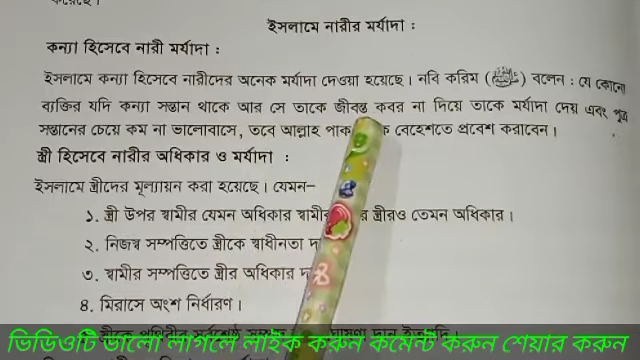 করেছে।
ইসলামে নারীর মর্যাদা :
কন্যা হিসেবে নারী মর্যাদা :
ইসলামে কন্যা হিসেবে নারীদের অনেক মর্যাদা দেওয়া হয়েছে। নবি করিম (ﷺ) বলেন : যে কোনো
ব্যক্তির যদি কন্যা সন্তান থাকে আর সে তাকে জীবন্ত কবর না দিয়ে তাকে মর্যাদা দেয় এবং পুত্র
সন্তানের চেয়ে কম না ভালোবাসে, তবে আল্লাহ পাক বেহেশতে প্রবেশ করাবেন।
স্ত্রী হিসেবে নারীর অধিকার ও মর্যাদা :
ইসলামে স্ত্রীদের মূল্যায়ন করা হয়েছে। যেমন–
১. স্ত্রী উপর স্বামীর যেমন অধিকার স্ত্রীরও তেমন অধিকার।
২. নিজস্ব সম্পত্তিতে স্ত্রীকে স্বাধীনতা
৩. স্বামীর সম্পত্তিতে স্ত্রীর অধিকার
৪. মিরাসে অংশ নির্ধারণ।
ভিডিওটি ভালো লাগলে লাইক করুন কমেন্ট করুন শেয়ার করুন